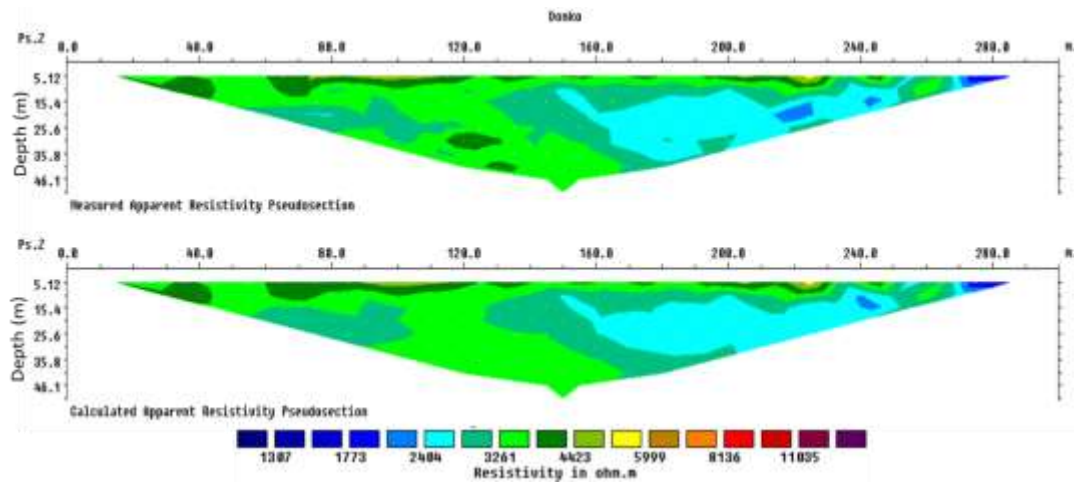 Danko
Ps.Z 0.0 40.0 80.0 120.0 160.0 200.0 240.0 280.0 m
Depth (m)
5.12
15.4
25.6
35.8
46.1
Measured Apparent Resistivity Pseudosection
Ps.Z 0.0 40.0 80.0 120.0 160.0 200.0 240.0 280.0 m
Depth (m)
5.12
15.4
25.6
35.8
46.1
Calculated Apparent Resistivity Pseudosection
1307 1773 2404 3261 4423 5999 8136 11035
Resistivity in ohm.m